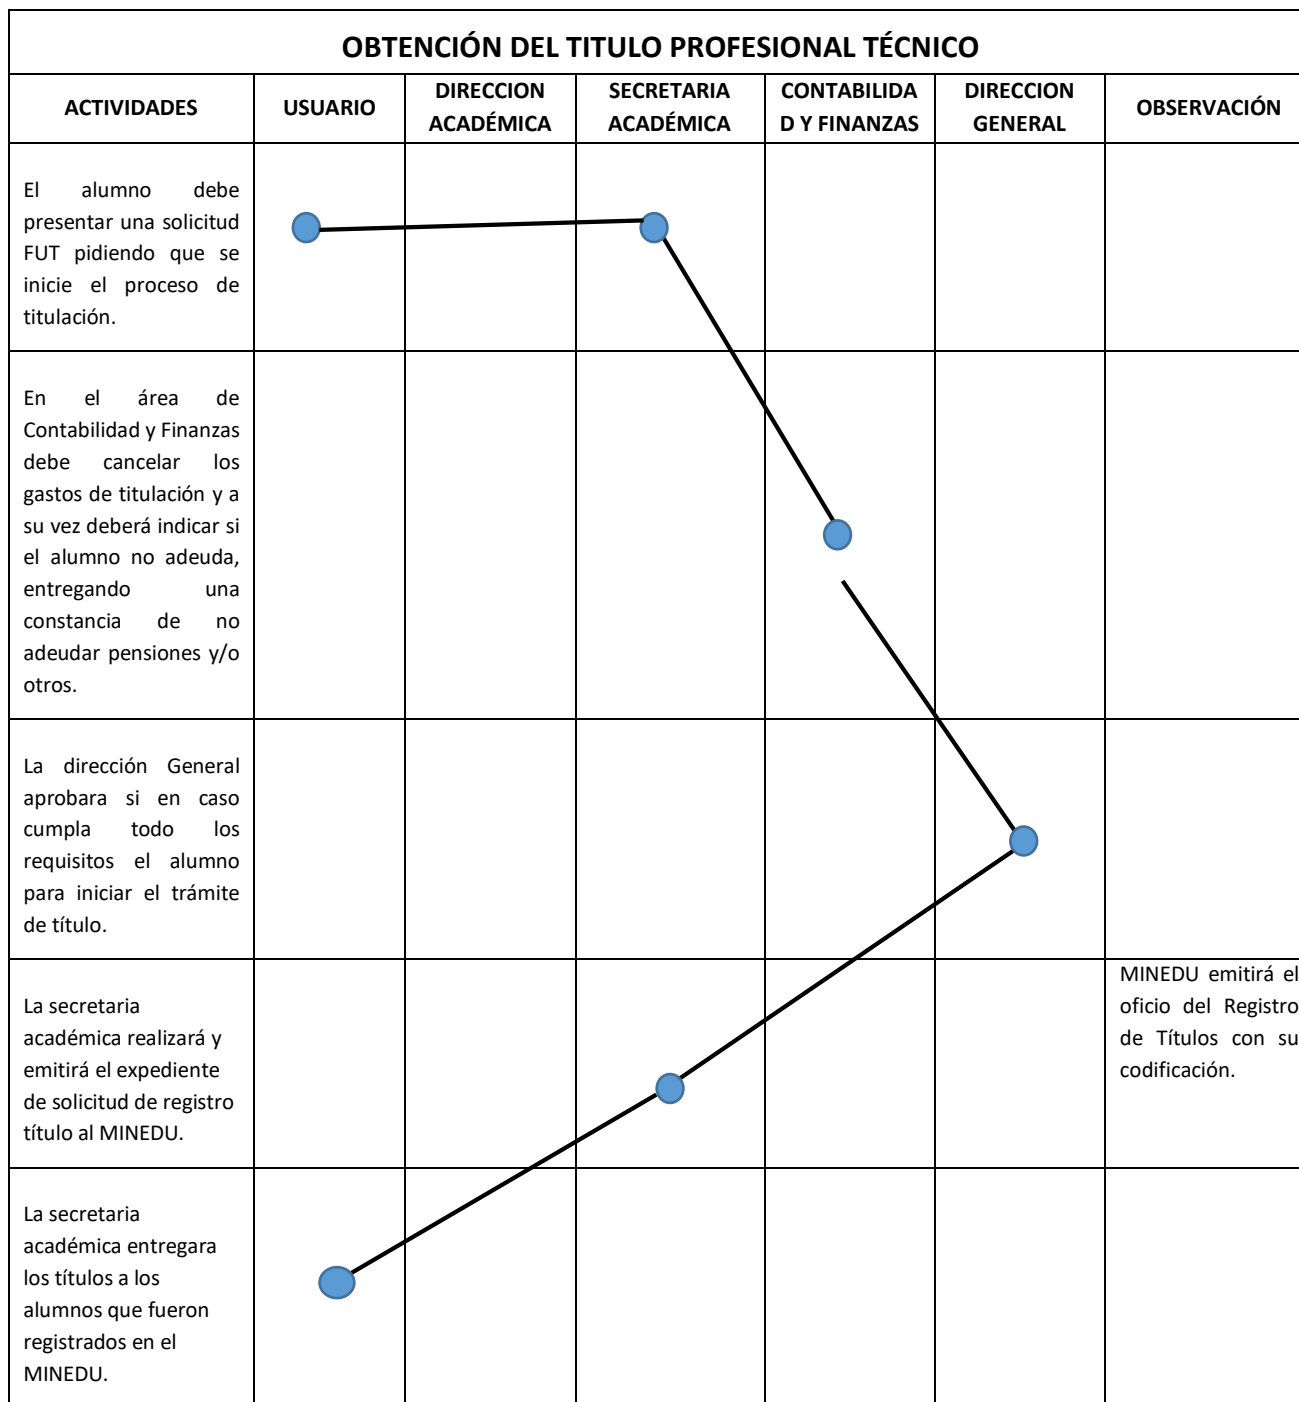 OBTENCIÓN DEL TITULO PROFESIONAL TÉCNICO
ACTIVIDADES
USUARIO
DIRECCION
ACADÉMICA
SECRETARIA
ACADÉMICA
CONTABILIDA
D Y FINANZAS
DIRECCION
GENERAL
OBSERVACIÓN
El alumno debe
presentar una solicitud
FUT pidiendo que se
inicie el proceso de
titulación.
En el área de
Contabilidad y Finanzas
debe cancelar los
gastos de titulación y a
su vez deberá indicar si
el alumno no adeuda,
entregando una
constancia de no
adeudar pensiones y/o
otros.
La dirección General
aprobara si en caso
cumpla todo los
requisitos el alumno
para iniciar el trámite
de título.
La secretaria
académica realizará y
emitirá el expediente
de solicitud de registro
título al MINEDU.
MINEDU emitirá el
oficio del Registro
de Títulos con su
codificación.
La secretaria
académica entregara
los títulos a los
alumnos que fueron
registrados en el
MINEDU.